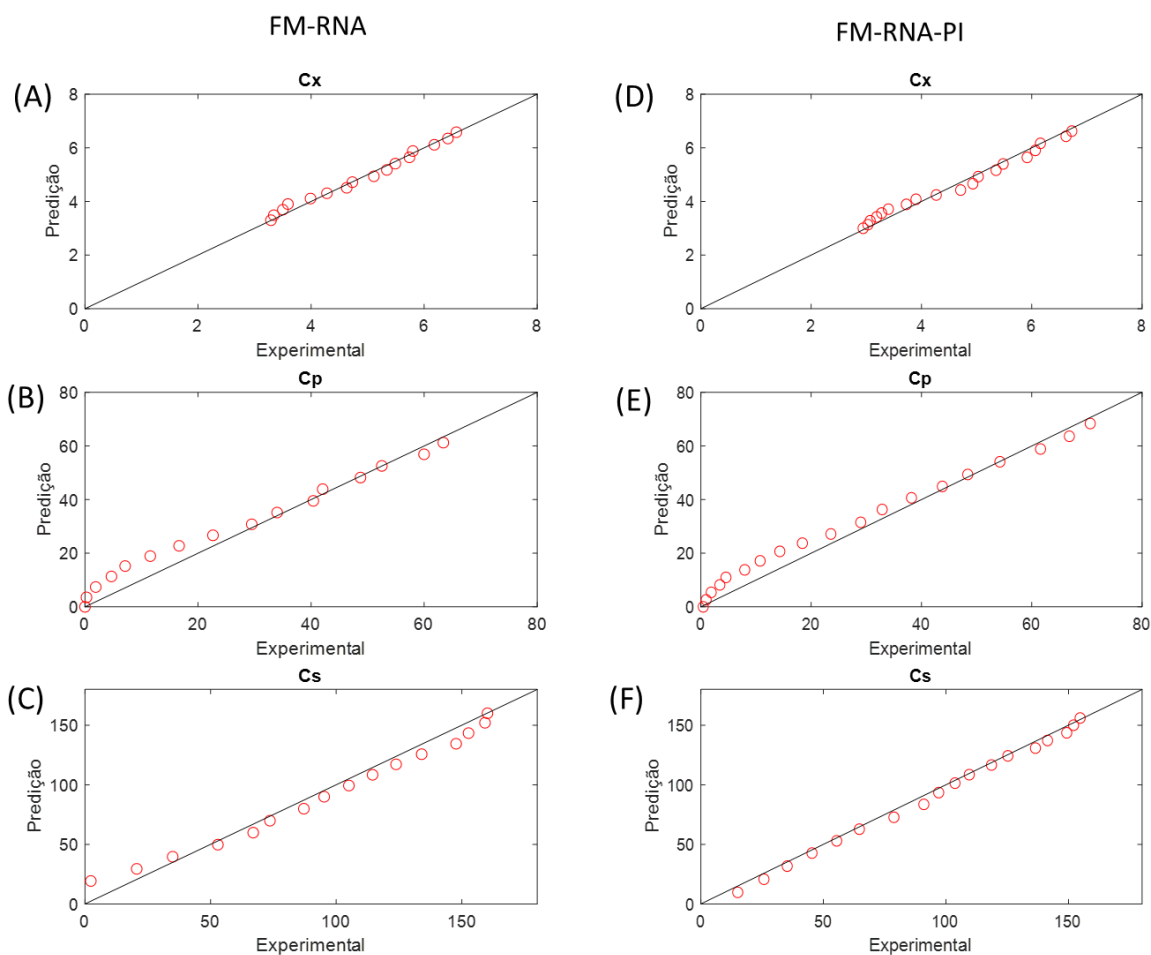 FM-RNA
FM-RNA-PI
(A)
Cx
8
6
4
2
0
0 2 4 6 8
Predição
Experimental
(D)
Cx
8
6
4
2
0
0 2 4 6 8
Predição
Experimental
(B)
Cp
80
60
40
20
0
0 20 40 60 80
Predição
Experimental
(E)
Cp
80
60
40
20
0
0 20 40 60 80
Predição
Experimental
(C)
Cs
150
100
50
0
0 50 100 150
Predição
Experimental
(F)
Cs
150
100
50
0
0 50 100 150
Predição
Experimental